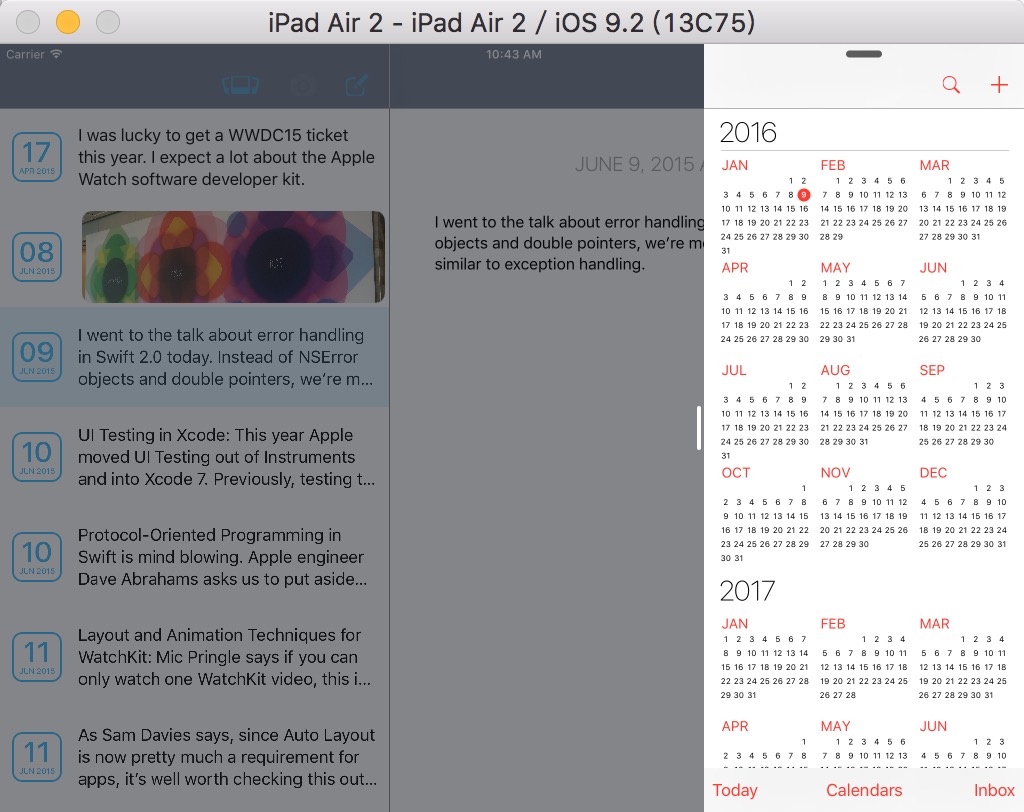 iPad Air 2 - iPad Air 2 / iOS 9.2 (13C75)
Carrier
10:43 AM
17
APR 2015
I was lucky to get a WWDC15 ticket
this year. I expect a lot about the Apple
Watch software developer kit.
08
JUN 2015
09
JUN 2015
I went to the talk about error handling
in Swift 2.0 today. Instead of NSError
objects and double pointers, we’re m...
10
JUN 2015
UI Testing in Xcode: This year Apple
moved UI Testing out of Instruments
and into Xcode 7. Previously, testing t...
10
JUN 2015
Protocol-Oriented Programming in
Swift is mind blowing. Apple engineer
Dave Abrahams asks us to put aside...
11
JUN 2015
Layout and Animation Techniques for
WatchKit: Mic Pringle says if you can
only watch one WatchKit video, this i...
11
JUN 2015
As Sam Davies says, since Auto Layout
is now pretty much a requirement for
apps, it’s well worth checking this out...
JUNE 9, 2015 A
I went to the talk about error handling
objects and double pointers, we’re m
similar to exception handling.
2016
JAN FEB MAR
1 2 1 2 3 4 5 6 1 2 3 4 5
3 4 5 6 7 8 9 7 8 9 10 11 12 13 6 7 8 9 10 11 12
10 11 12 13 14 15 16 14 15 16 17 18 19 20 13 14 15 16 17 18 19
17 18 19 20 21 22 23 21 22 23 24 25 26 27 20 21 22 23 24 25 26
24 25 26 27 28 29 30 28 29 27 28 29 30 31
31
APR MAY JUN
1 2 1 2 3 4 5 6 7 1 2 3 4
3 4 5 6 7 8 9 8 9 10 11 12 13 14 5 6 7 8 9 10 11
10 11 12 13 14 15 16 15 16 17 18 19 20 21 12 13 14 15 16 17 18
17 18 19 20 21 22 23 22 23 24 25 26 27 28 19 20 21 22 23 24 25
24 25 26 27 28 29 30 29 30 31 26 27 28 29 30
JUL AUG SEP
1 2 1 2 3 4 5 6 1 2 3
3 4 5 6 7 8 9 7 8 9 10 11 12 13 4 5 6 7 8 9 10
10 11 12 13 14 15 16 14 15 16 17 18 19 20 11 12 13 14 15 16 17
17 18 19 20 21 22 23 21 22 23 24 25 26 27 18 19 20 21 22 23 24
24 25 26 27 28 29 30 28 29 30 31 25 26 27 28 29 30
31
OCT NOV DEC
1 1 2 3 4 5 1 2 3
2 3 4 5 6 7 8 6 7 8 9 10 11 12 4 5 6 7 8 9 10
9 10 11 12 13 14 15 13 14 15 16 17 18 19 11 12 13 14 15 16 17
16 17 18 19 20 21 22 20 21 22 23 24 25 26 18 19 20 21 22 23 24
23 24 25 26 27 28 29 27 28 29 30 25 26 27 28 29 30 31
30 31
2017
JAN FEB MAR
1 2 3 4 5 6 7 1 2 3 4 1 2 3 4
8 9 10 11 12 13 14 5 6 7 8 9 10 11 5 6 7 8 9 10 11
15 16 17 18 19 20 21 12 13 14 15 16 17 18 12 13 14 15 16 17 18
22 23 24 25 26 27 28 19 20 21 22 23 24 25 19 20 21 22 23 24 25
29 30 31 26 27 28 26 27 28 29 30 31
APR MAY JUN
1 1 2 3 4 5 6 1 2 3
2 3 4 5 6 7 8 7 8 9 10 11 12 13 4 5 6 7 8 9 10
Today Calendars Inbox